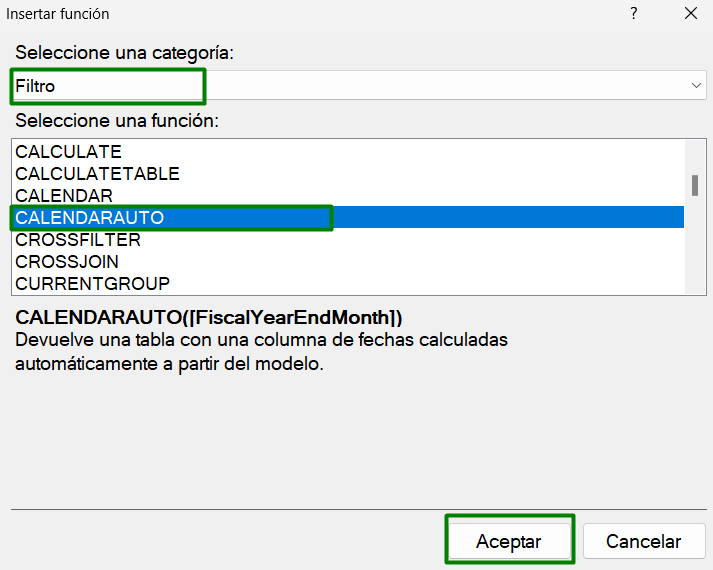 Insertar función
?
Seleccione una categoría:
Filtro
Seleccione una función:
CALCULATE
CALCULATETABLE
CALENDAR
CALENDARAUTO
CROSSFILTER
CROSSJOIN
CURRENTGROUP
CALENDARAUTO([FiscalYearEndMonth])
Devuelve una tabla con una columna de fechas calculadas
automáticamente a partir del modelo.
Aceptar
Cancelar